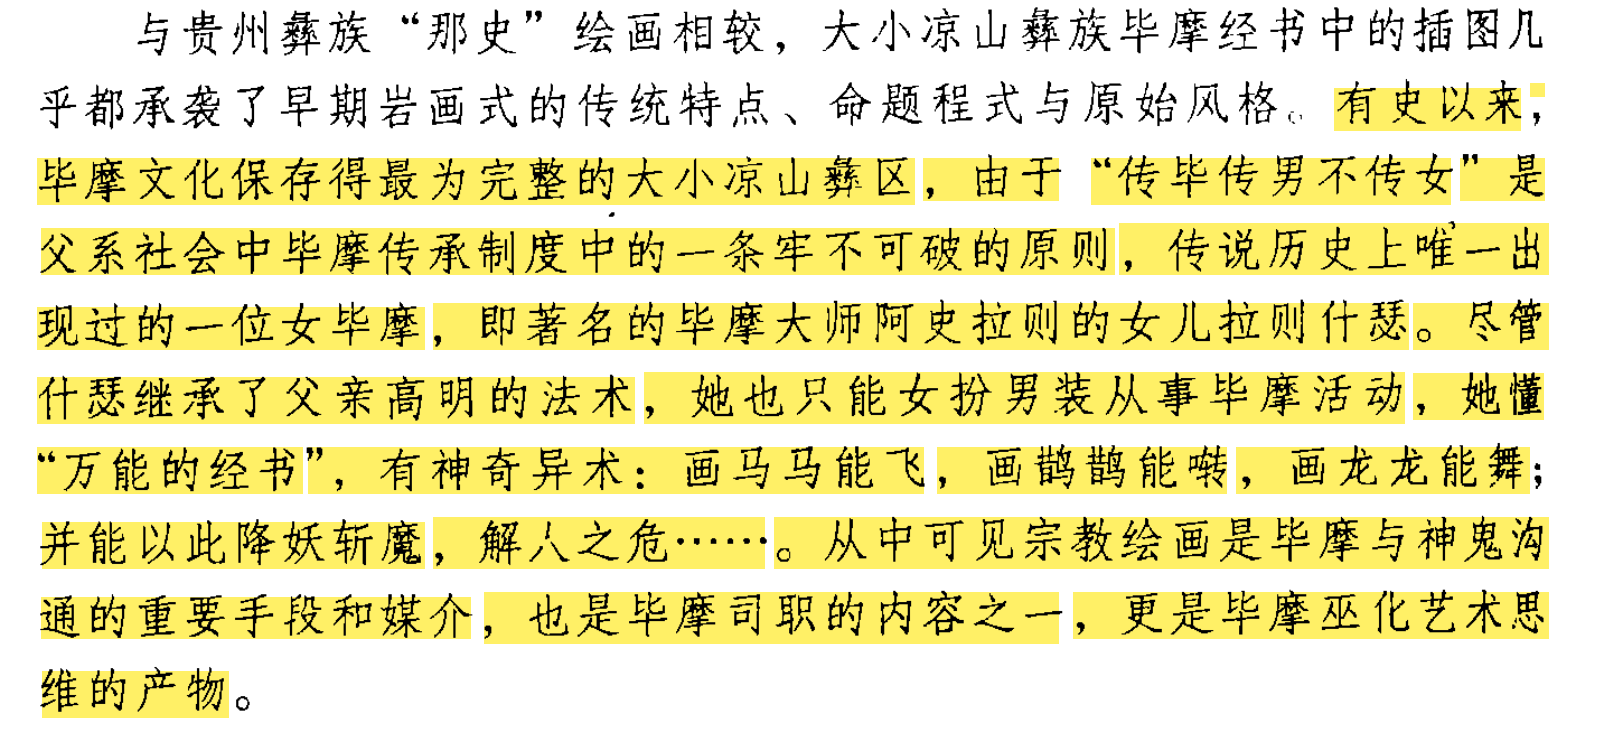 与贵州彝族“那史”绘画相较，大小凉山彝族毕摩经书中的插图几
乎都承袭了早期岩画式的传统特点、命题程式与原始风格。有史以来，
毕摩文化保存得最为完整的大小凉山彝区，由于“传毕传男不传女”是
父系社会中毕摩传承制度中的一条牢不可破的原则，传说历史上唯一出
现过的一位女毕摩，即著名的毕摩大师阿史拉则的女儿拉则什瑟。尽管
什瑟继承了父亲高明的法术，她也只能女扮男装从事毕摩活动，她懂
“万能的经书”，有神奇异术：画马马能飞，画鹊鹊能啭，画龙龙能舞；
并能以此降妖斩魔，解人之危……。从中可见宗教绘画是毕摩与神鬼沟
通的重要手段和媒介，也是毕摩司职的内容之一，更是毕摩巫化艺术思
维的产物。